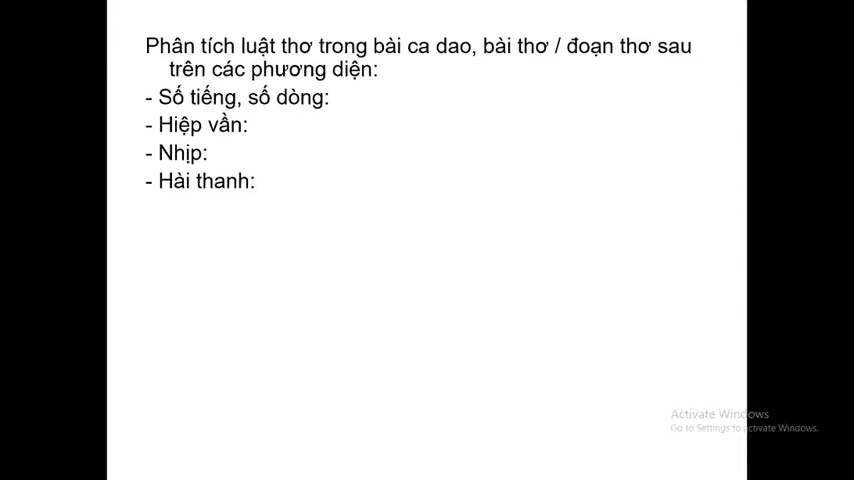 Phân tích luật thơ trong bài ca dao, bài thơ / đoạn thơ sau
trên các phương diện:
- Số tiếng, số dòng:
- Hiệp vần:
- Nhịp:
- Hài thanh:
Activate Windows
Go to Settings to activate Windows.